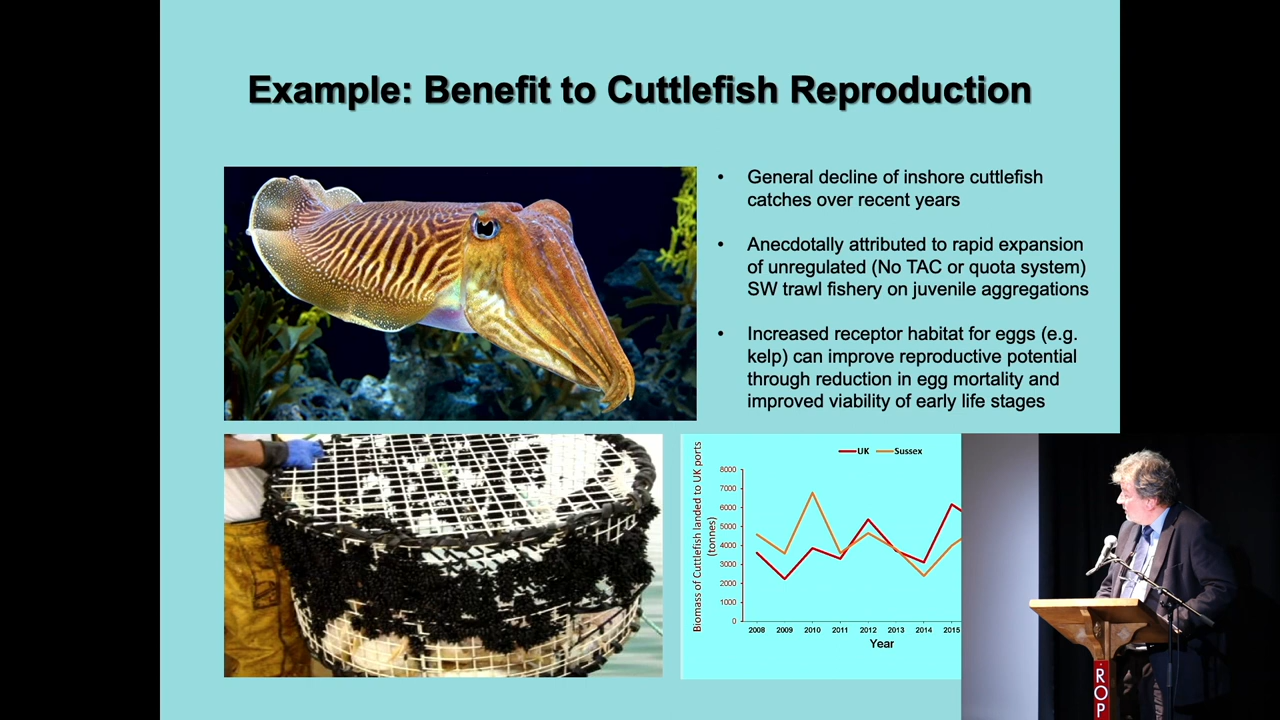 Example: Benefit to Cuttlefish Reproduction
• General decline of inshore cuttlefish
catches over recent years
• Anecdotally attributed to rapid expansion
of unregulated (No TAC or quota system)
SW trawl fishery on juvenile aggregations
• Increased receptor habitat for eggs (e.g.
kelp) can improve reproductive potential
through reduction in egg mortality and
improved viability of early life stages
UK Sussex
Biomass of Cuttlefish landed to UK ports
(tonnes)
8000
7000
6000
5000
4000
3000
2000
1000
0
2008 2009 2010 2011 2012 2013 2014 2015
Year
ROP